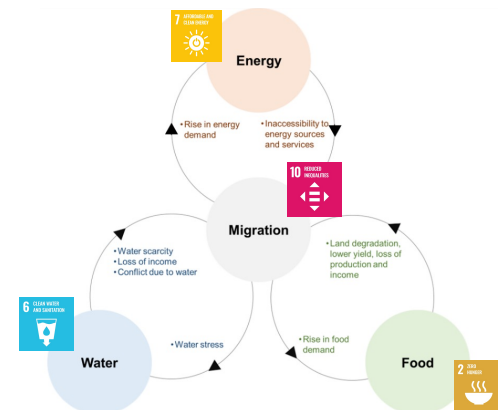 7 AFFORDABLE AND
CLEAN ENERGY
Energy
• Rise in energy
demand
• Inaccessibility to
energy sources
and services
10 REDUCED
INEQUALITIES
Migration
• Water scarcity
• Loss of income
• Conflict due to water
• Land degradation,
lower yield, loss of
production and
income
6 CLEAN WATER
AND SANITATION
• Water stress
• Rise in food
demand
Water
Food
2 ZERO
HUNGER